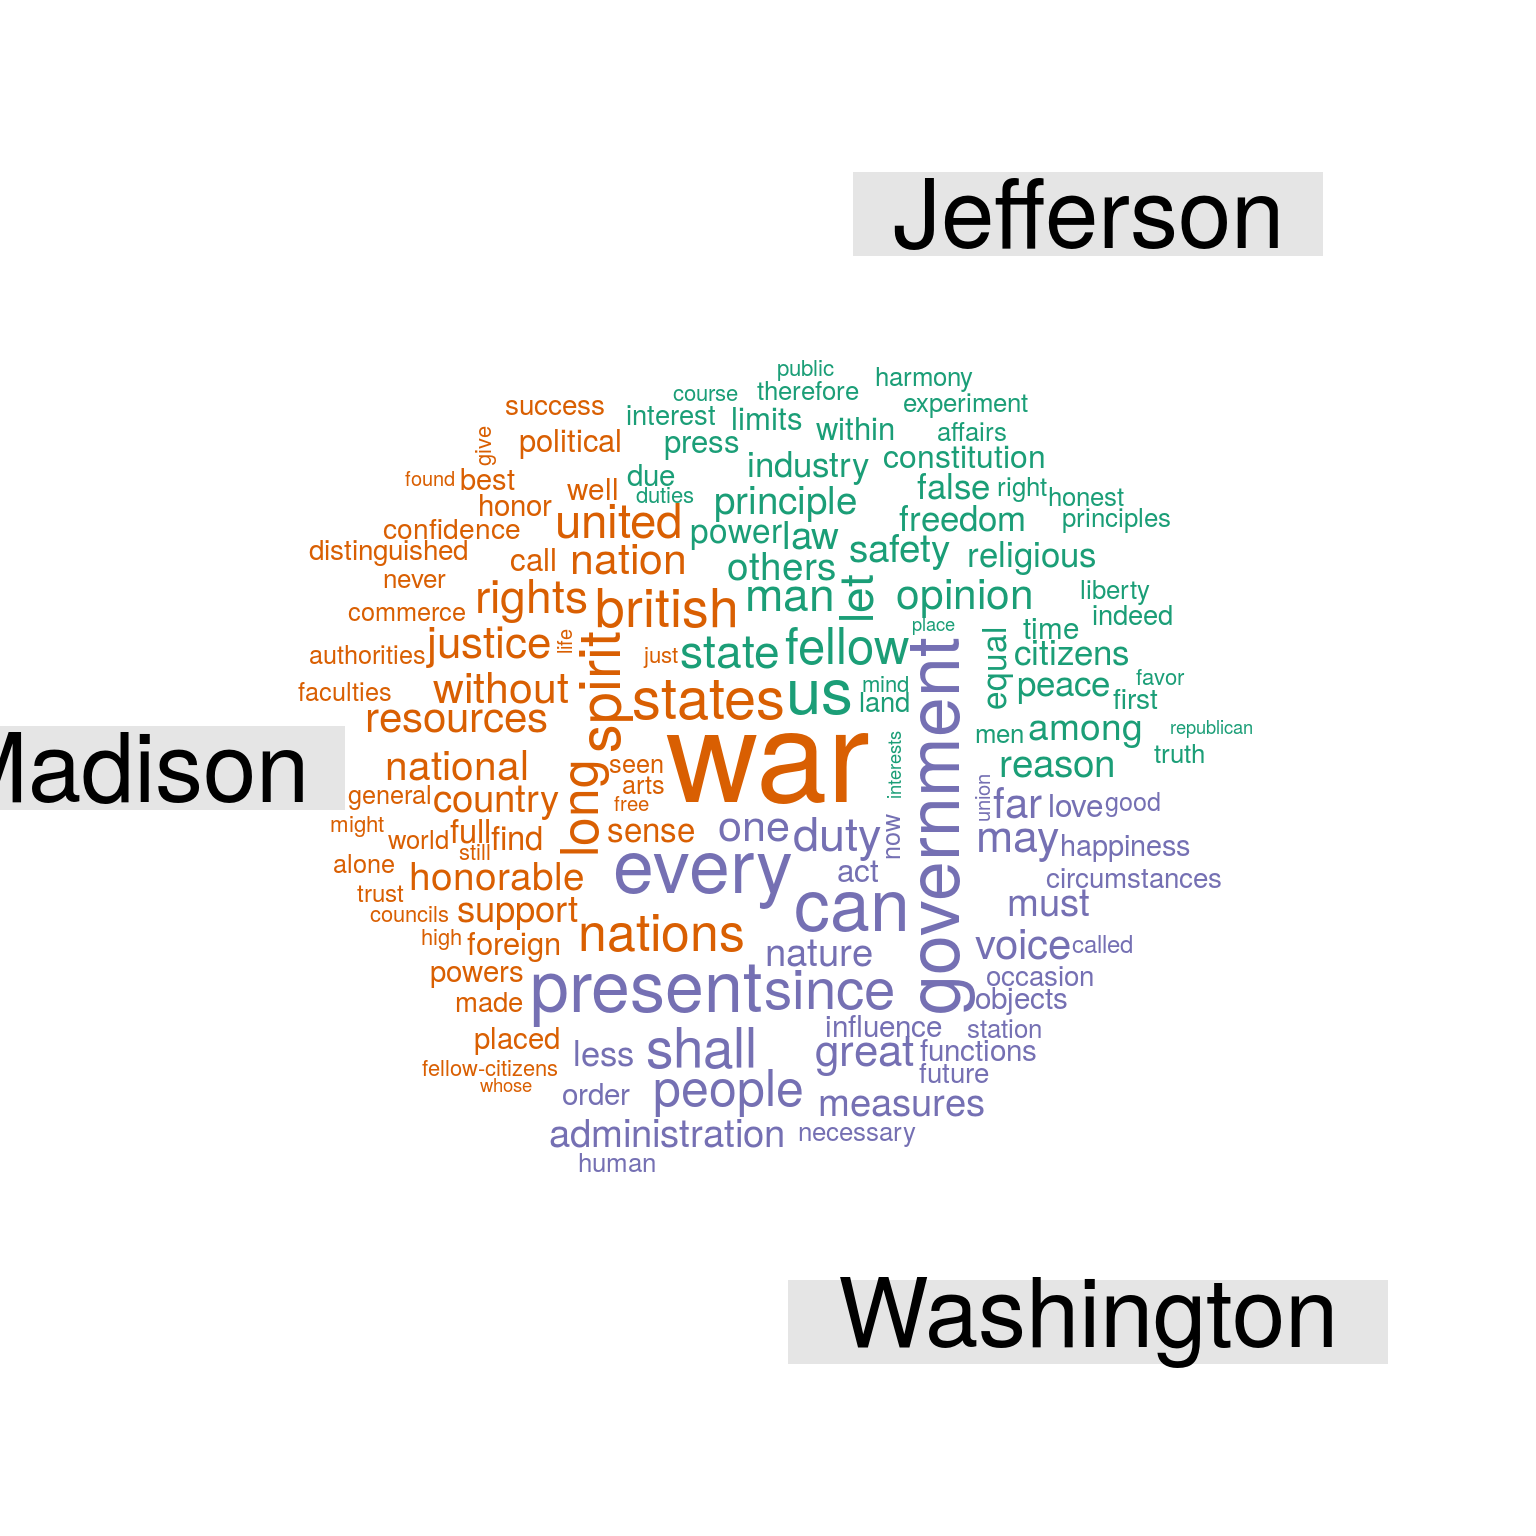 Jefferson
public
harmony
course
therefore
experiment
success
interest
limits
within
affairs
give
political
press
constitution
industry
found
best
due
false
right
honest
well
duties
principle
honor
freedom
principles
united
power
law
confidence
safety
religious
distinguished
call
nation
others
never
rights
british
man
let
opinion
liberty
commerce
indeed
place
time
justice
life
spirit
just
state
fellow
government
equal
citizens
authorities
faculties
without
states
us
mind
land
peace
favor
first
resources
men
among
republican
Madison
war
interests
reason
truth
national
long
seen
arts
free
union
far
love
good
general
country
might
world
full
find
still
sense
one
duty
now
may
happiness
alone
honorable
every
act
circumstances
trust
councils
support
can
must
high
foreign
nations
nature
voice
called
powers
present
since
occasion
objects
made
placed
less
shall
influence
station
great
functions
fellow-citizens
whose
order
people
future
measures
administration
necessary
human
Washington